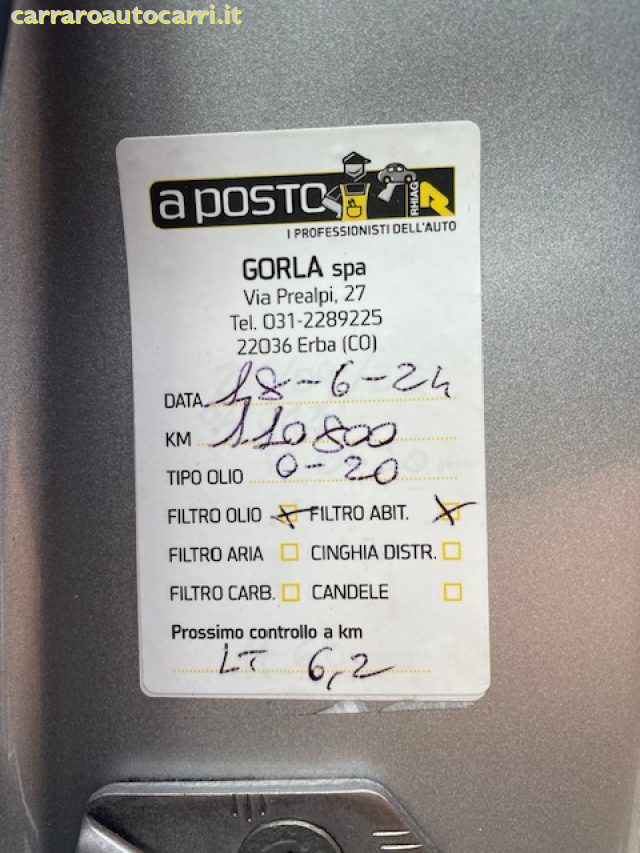 carraroautocarri.it
a posto
RHIAG
I PROFESSIONISTI DELL'AUTO
GORLA spa
Via Prealpi, 27
Tel. 031-2289225
22036 Erba (CO)
DATA 18-6-24
KM 110800
TIPO OLIO 0-20
FILTRO OLIO FILTRO ABIT.
FILTRO ARIA CINGHIA DISTR.
FILTRO CARB. CANDELE
Prossimo controllo a km
LT 6,2